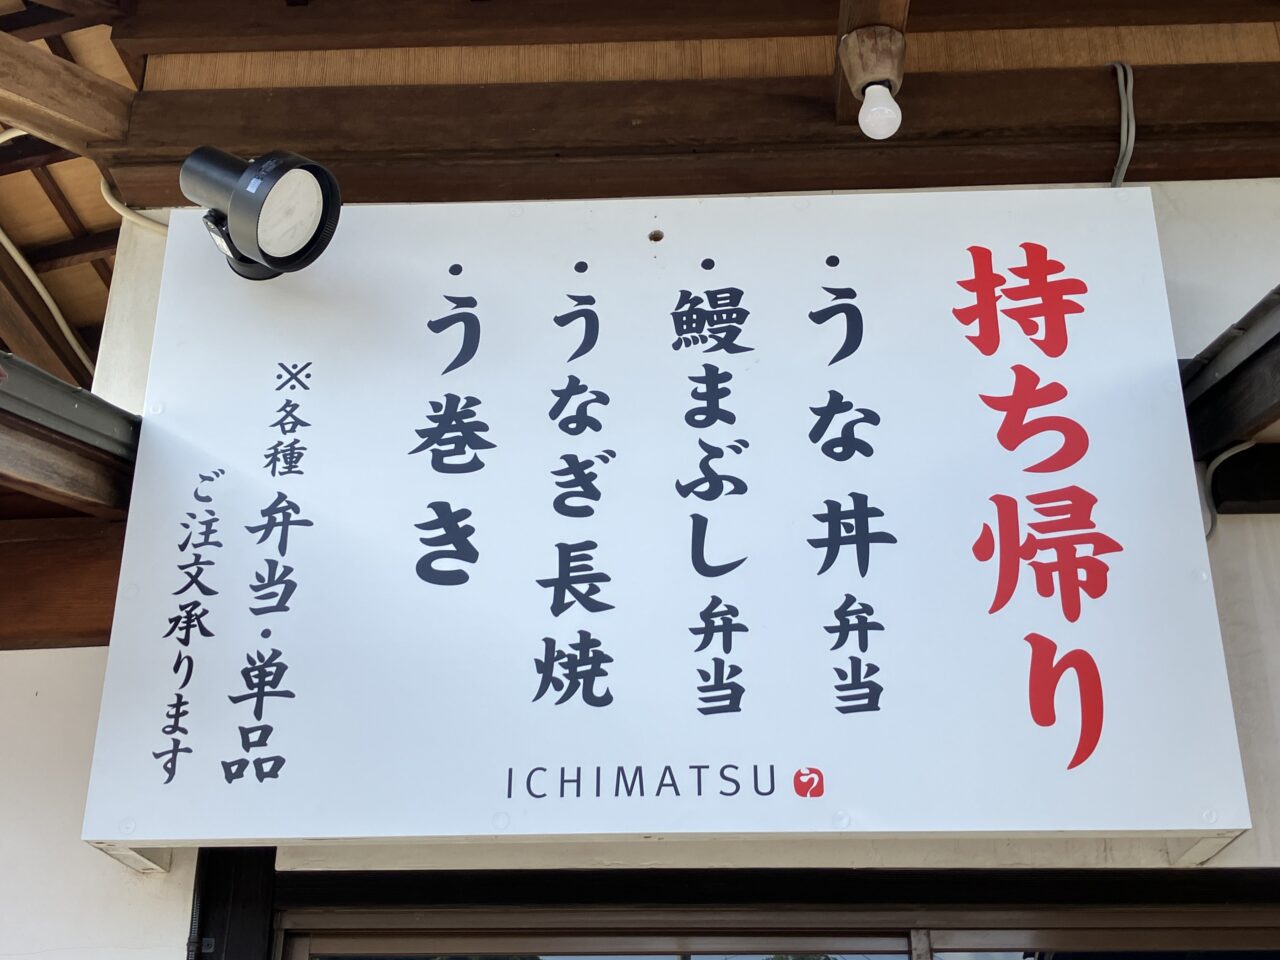 持ち帰り
・うな丼弁当
・鰻まぶし弁当
・うなぎ長焼
・う巻き
※各種弁当・単品
ご注文承ります
ICHIMATSU う